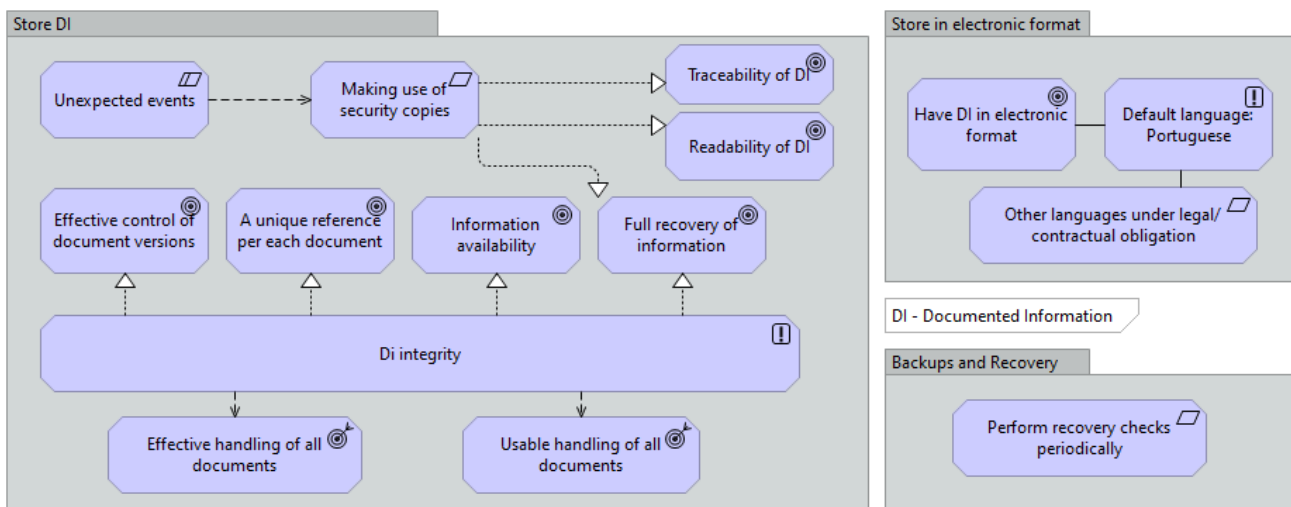 Store DI
Unexpected events
Making use of
security copies
Traceability of DI
Readability of DI
Effective control of
document versions
A unique reference
per each document
Information
availability
Full recovery of
information
Di integrity
Effective handling of all
documents
Usable handling of all
documents
Store in electronic format
Have DI in electronic
format
Default language:
Portuguese
Other languages under legal/
contractual obligation
DI - Documented Information
Backups and Recovery
Perform recovery checks
periodically